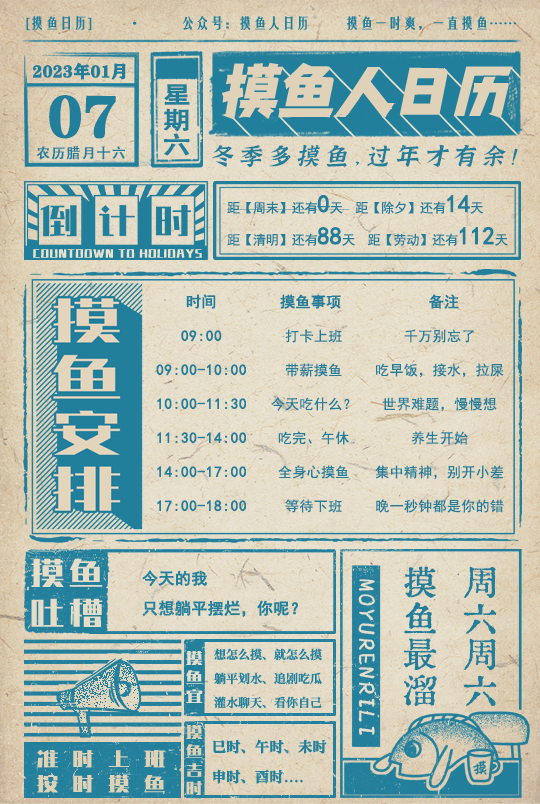 [摸鱼日历] · 公众号：摸鱼人日历 摸鱼一时爽，一直摸鱼……
2023年01月
07
农历腊月十六
星期六
摸鱼人日历
冬季多摸鱼,过年才有余!
倒计时
COUNTDOWN TO HOLIDAYS
距【周末】还有0天 距【除夕】还有14天
距【清明】还有88天 距【劳动】还有112天
摸鱼安排
时间 摸鱼事项 备注
09:00 打卡上班 千万别忘了
09:00-10:00 带薪摸鱼 吃早饭，接水，拉屎
10:00-11:30 今天吃什么? 世界难题，慢慢想
11:30-14:00 吃完、午休 养生开始
14:00-17:00 全身心摸鱼 集中精神，别开小差
17:00-18:00 等待下班 晚一秒钟都是你的错
摸鱼
吐槽
今天的我
只想躺平摆烂，你呢？
准时上班
按时摸鱼
摸鱼宜
想怎么摸、就怎么摸
躺平划水、追剧吃瓜
灌水聊天、看你自己
摸鱼吉时
巳时、午时、未时
申时、酉时....
周六周六
摸鱼最溜
MOYURENRILI
摸